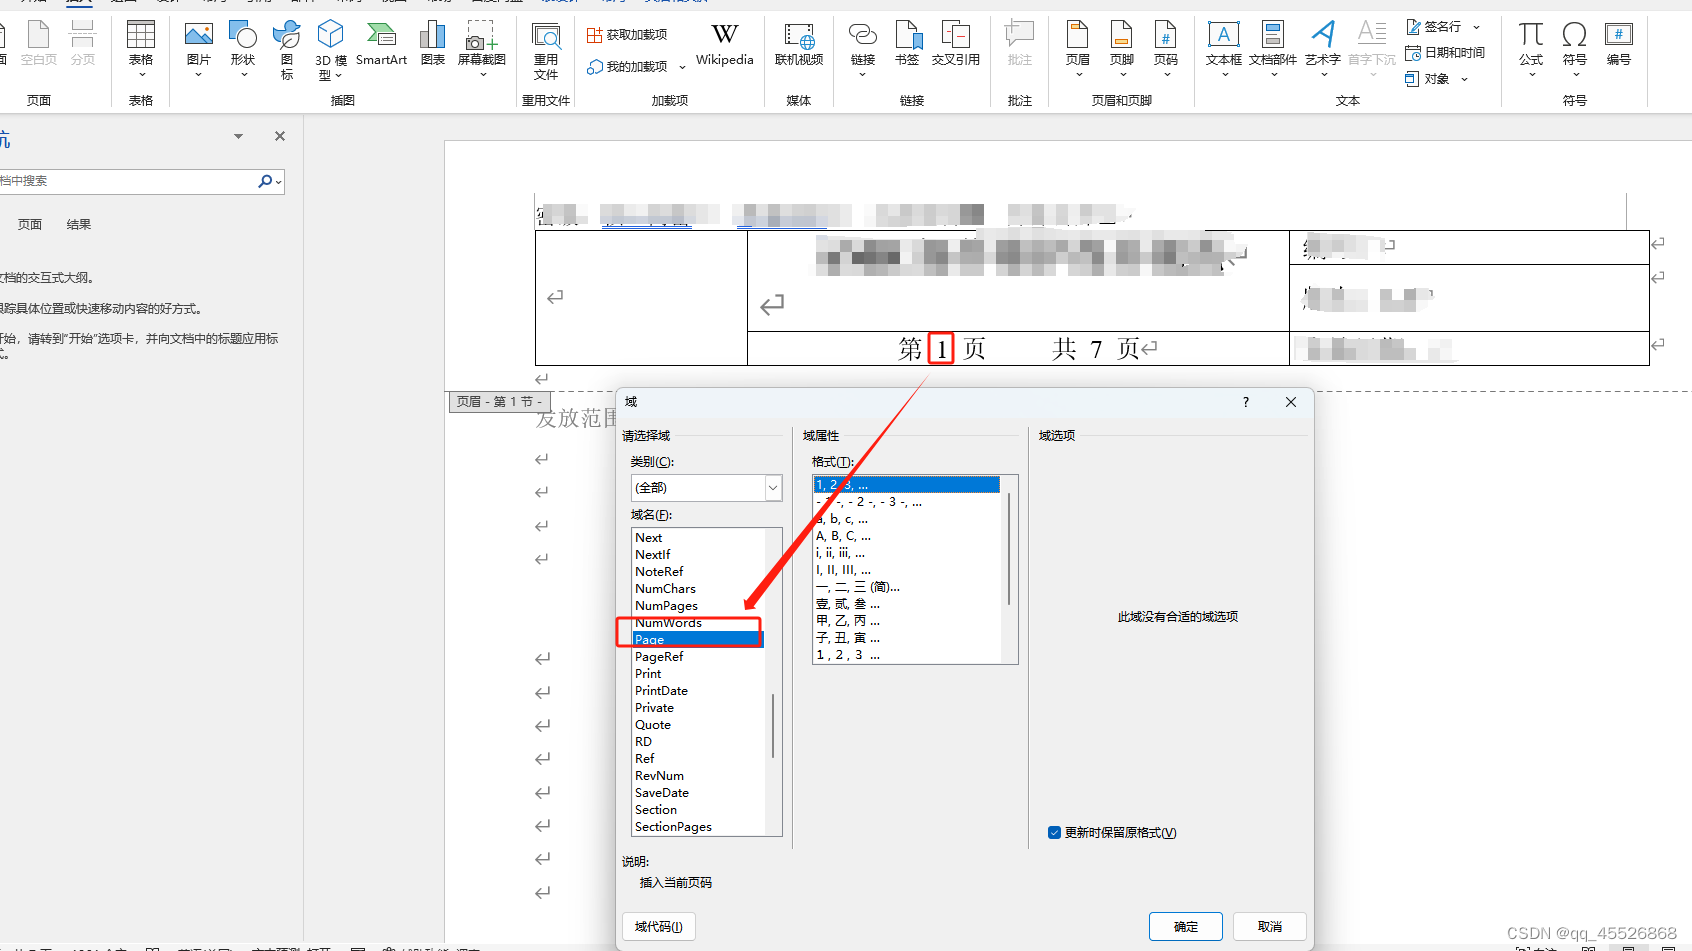 插入
空白页
分页
页面
表格
表格
图片
形状
图
标
3D 模
型
SmartArt
图表
屏幕截图
插图
重用
文件
重用文件
获取加载项
我的加载项
W
Wikipedia
加载项
联机视频
媒体
链接
书签
交叉引用
链接
批注
批注
页眉
页脚
页码
页眉和页脚
文本框
文档部件
艺术字
首字下沉
签名行
日期和时间
对象
文本
公式
符号
编号
符号
档中搜索
页面
结果
文档的交互式大纲。
跟踪具体位置或快速移动内容的好方式。
开始，请转到“开始”选项卡，并向文档中的标题应用标
第 1 页 共 7 页
页眉 - 第 1 节 -
发放范围
域
?
请选择域
类别(C):
(全部)
域名(F):
Next
NextIf
NoteRef
NumChars
NumPages
NumWords
Page
PageRef
Print
PrintDate
Private
Quote
RD
Ref
RevNum
SaveDate
Section
SectionPages
域属性
格式(T):
1, 2, 3, ...
- 1 -, - 2 -, - 3 -, ...
a, b, c, ...
A, B, C, ...
i, ii, iii, ...
I, II, III, ...
一, 二, 三 (简)...
壹, 贰, 叁 ...
甲, 乙, 丙 ...
子, 丑, 寅 ...
１, ２, ３ ...
域选项
此域没有合适的域选项
更新时保留原格式(V)
说明:
插入当前页码
域代码(I)
确定
取消
CSDN @qq_45526868